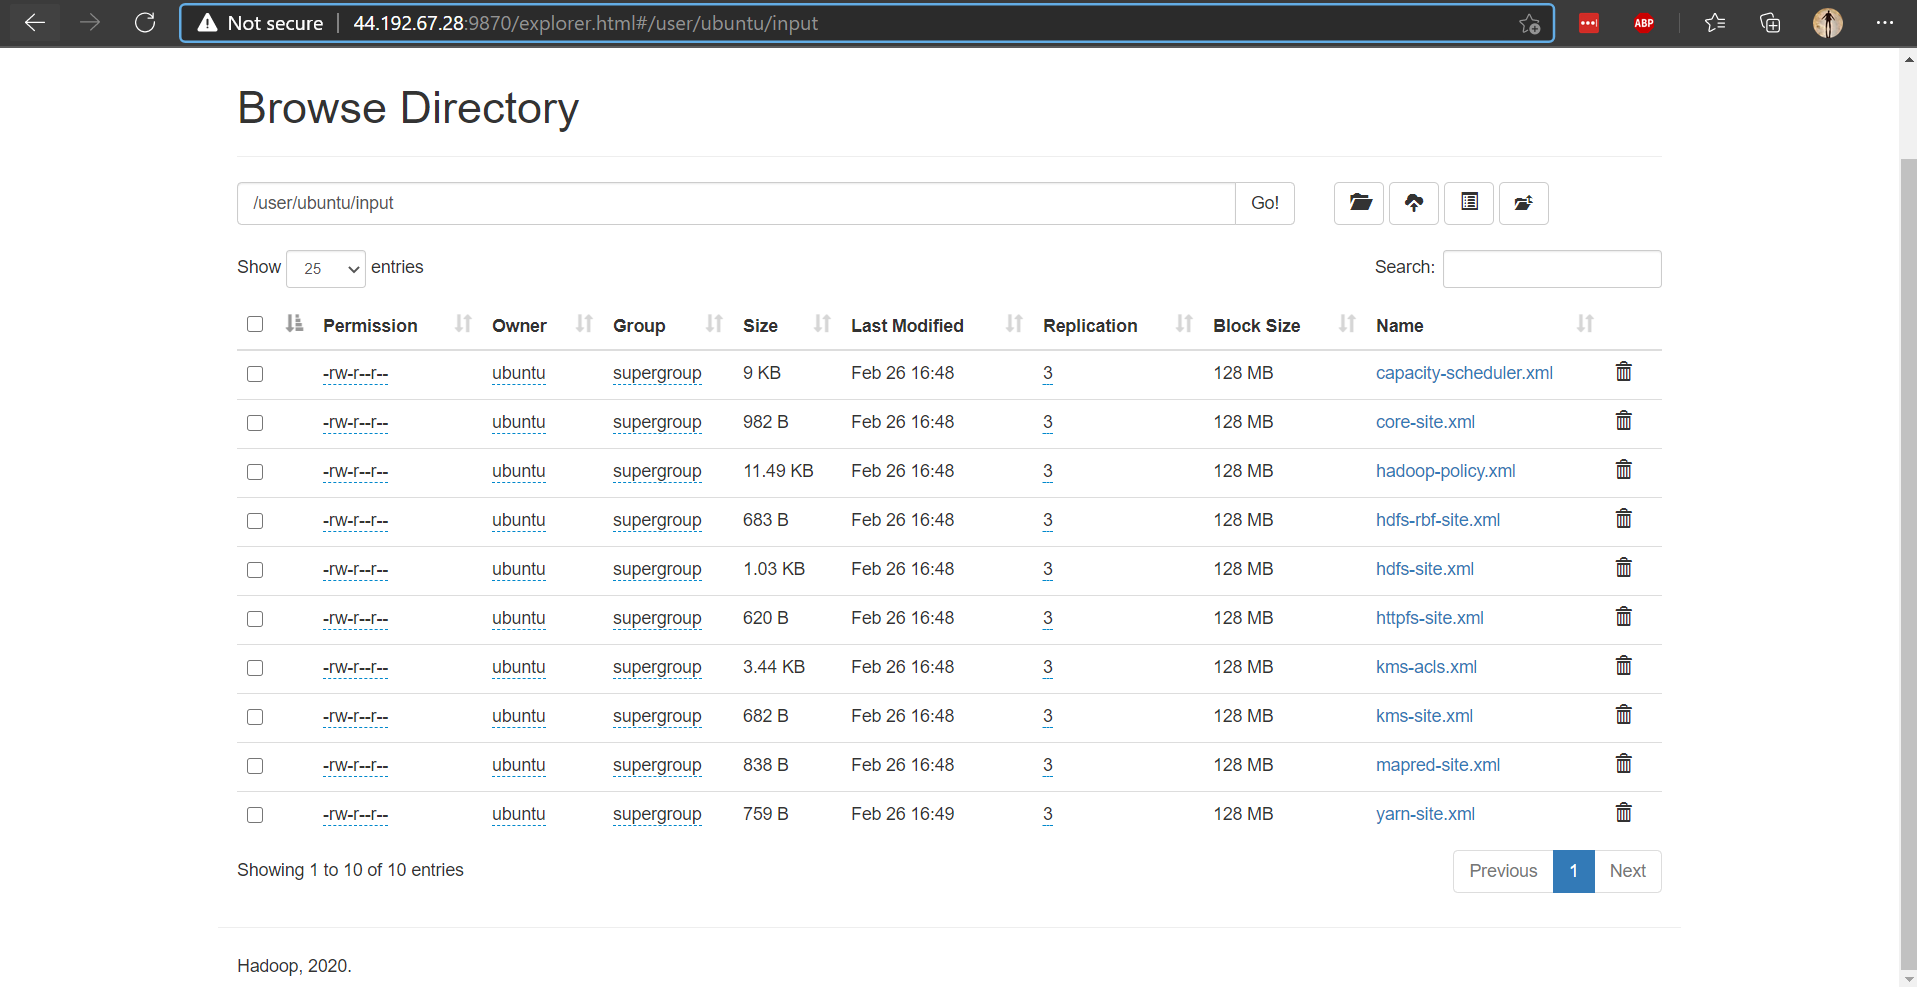 Not secure 44.192.67.28:9870/explorer.html#/user/ubuntu/input ABP
Browse Directory
/user/ubuntu/input Go!
Show 25 entries Search:
Permission Owner Group Size Last Modified Replication Block Size Name
-rw-r--r-- ubuntu supergroup 9 KB Feb 26 16:48 3 128 MB capacity-scheduler.xml
-rw-r--r-- ubuntu supergroup 982 B Feb 26 16:48 3 128 MB core-site.xml
-rw-r--r-- ubuntu supergroup 11.49 KB Feb 26 16:48 3 128 MB hadoop-policy.xml
-rw-r--r-- ubuntu supergroup 683 B Feb 26 16:48 3 128 MB hdfs-rbf-site.xml
-rw-r--r-- ubuntu supergroup 1.03 KB Feb 26 16:48 3 128 MB hdfs-site.xml
-rw-r--r-- ubuntu supergroup 620 B Feb 26 16:48 3 128 MB httpfs-site.xml
-rw-r--r-- ubuntu supergroup 3.44 KB Feb 26 16:48 3 128 MB kms-acls.xml
-rw-r--r-- ubuntu supergroup 682 B Feb 26 16:48 3 128 MB kms-site.xml
-rw-r--r-- ubuntu supergroup 838 B Feb 26 16:48 3 128 MB mapred-site.xml
-rw-r--r-- ubuntu supergroup 759 B Feb 26 16:49 3 128 MB yarn-site.xml
Showing 1 to 10 of 10 entries Previous 1 Next
Hadoop, 2020.